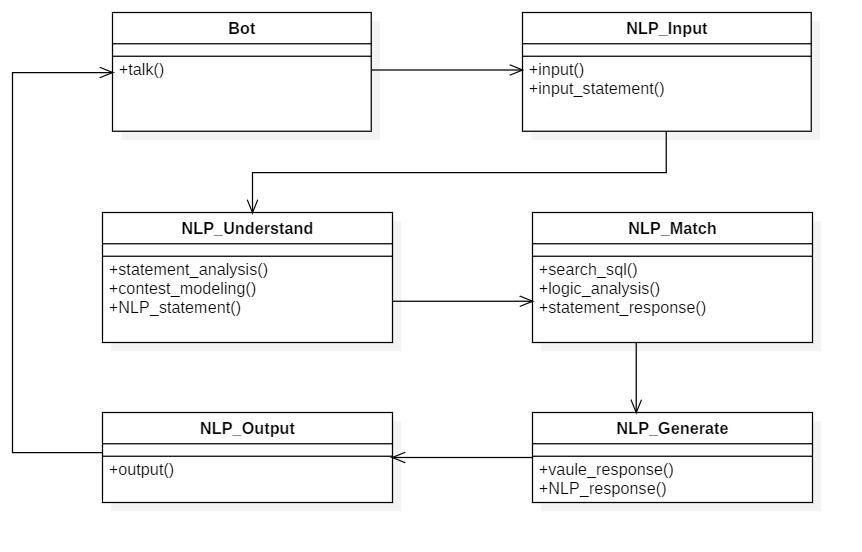 Bot
+talk()
NLP_Input
+input()
+input_statement()
NLP_Understand
+statement_analysis()
+contest_modeling()
+NLP_statement()
NLP_Match
+search_sql()
+logic_analysis()
+statement_response()
NLP_Output
+output()
NLP_Generate
+vaule_response()
+NLP_response()